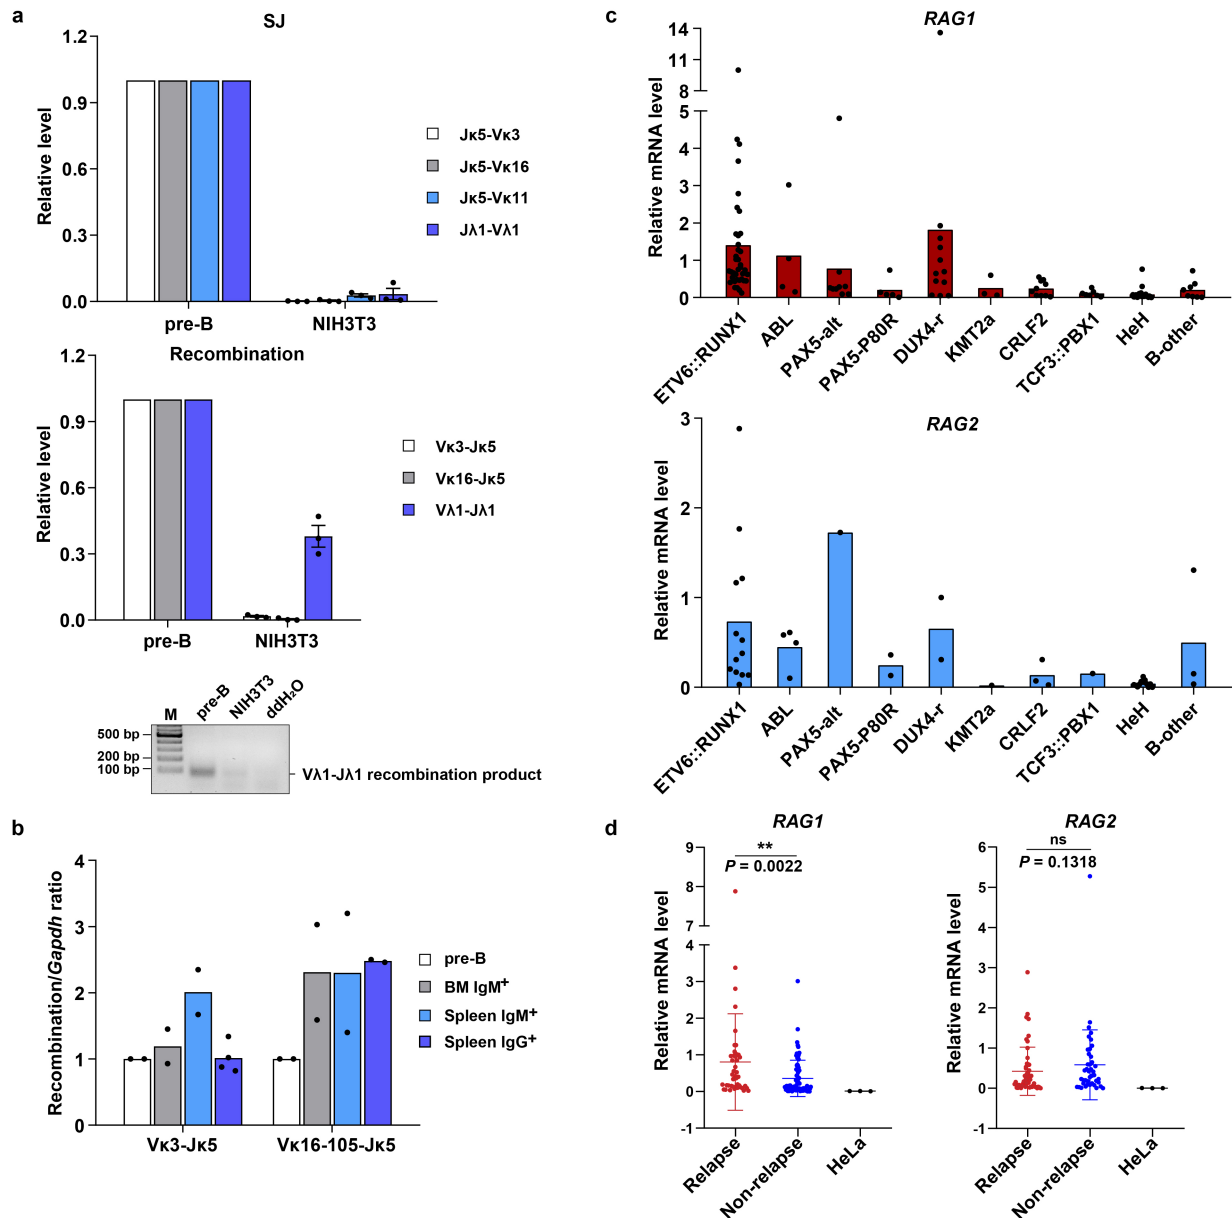 a
SJ
Relative level
1.2
0.9
0.6
0.3
0.0
pre-B
NIH3T3
Jκ5-Vκ3
Jκ5-Vκ16
Jκ5-Vκ11
Jλ1-Vλ1
Recombination
Relative level
1.2
0.9
0.6
0.3
0.0
pre-B
NIH3T3
Vκ3-Jκ5
Vκ16-Jκ5
Vλ1-Jλ1
M
pre-B
NIH3T3
ddH₂O
500 bp
200 bp
100 bp
Vλ1-Jλ1 recombination product
b
Recombination/Gapdh ratio
4
3
2
1
0
Vκ3-Jκ5
Vκ16-105-Jκ5
pre-B
BM IgM⁺
Spleen IgM⁺
Spleen IgG⁺
c
RAG1
Relative mRNA level
14
11
8
5
4
3
2
1
0
ETV6::RUNX1
ABL
PAX5-alt
PAX5-P80R
DUX4-r
KMT2a
CRLF2
TCF3::PBX1
HeH
B-other
RAG2
Relative mRNA level
3
2
1
0
ETV6::RUNX1
ABL
PAX5-alt
PAX5-P80R
DUX4-r
KMT2a
CRLF2
TCF3::PBX1
HeH
B-other
d
RAG1
Relative mRNA level
9
8
7
4
3
2
1
0
-1
**
P = 0.0022
Relapse
Non-relapse
HeLa
RAG2
Relative mRNA level
6
5
4
3
2
1
0
-1
ns
P = 0.1318
Relapse
Non-relapse
HeLa